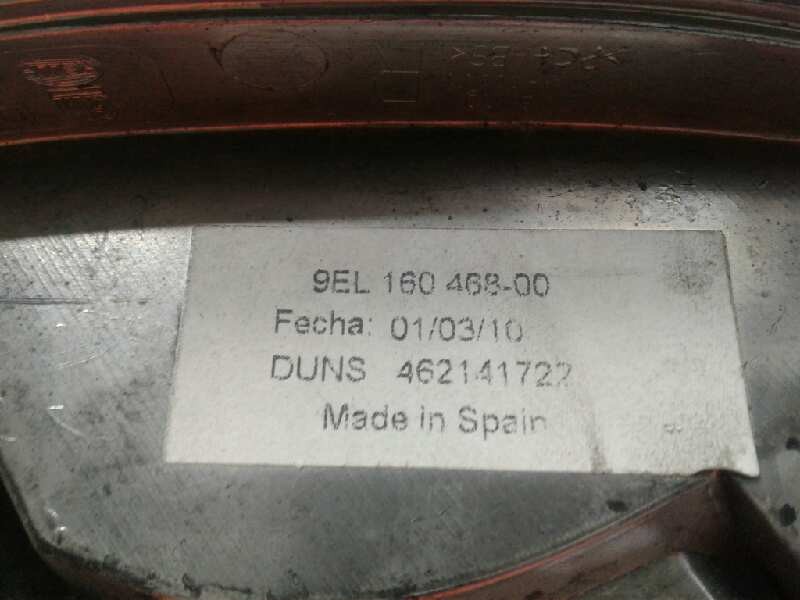 9EL 160 468-00
Fecha: 01/03/10
DUNS 462141722
Made in Spain